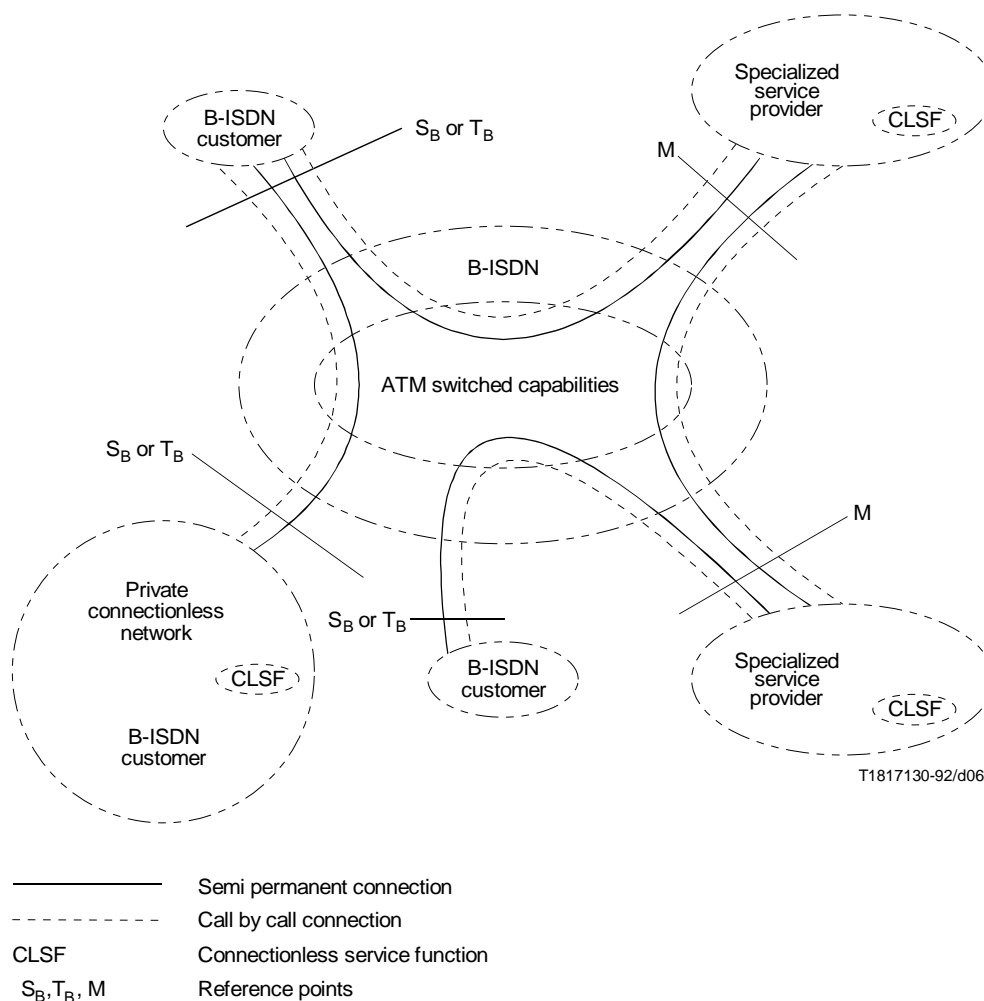 B-ISDN
customer
S_B or T_B
Specialized
service
provider
CLSF
M
B-ISDN
ATM switched capabilities
S_B or T_B
M
Private
connectionless
network
CLSF
B-ISDN
customer
S_B or T_B
B-ISDN
customer
Specialized
service
provider
CLSF
T1817130-92/d06
Semi permanent connection
Call by call connection
CLSF Connectionless service function
S_B,T_B, M Reference points